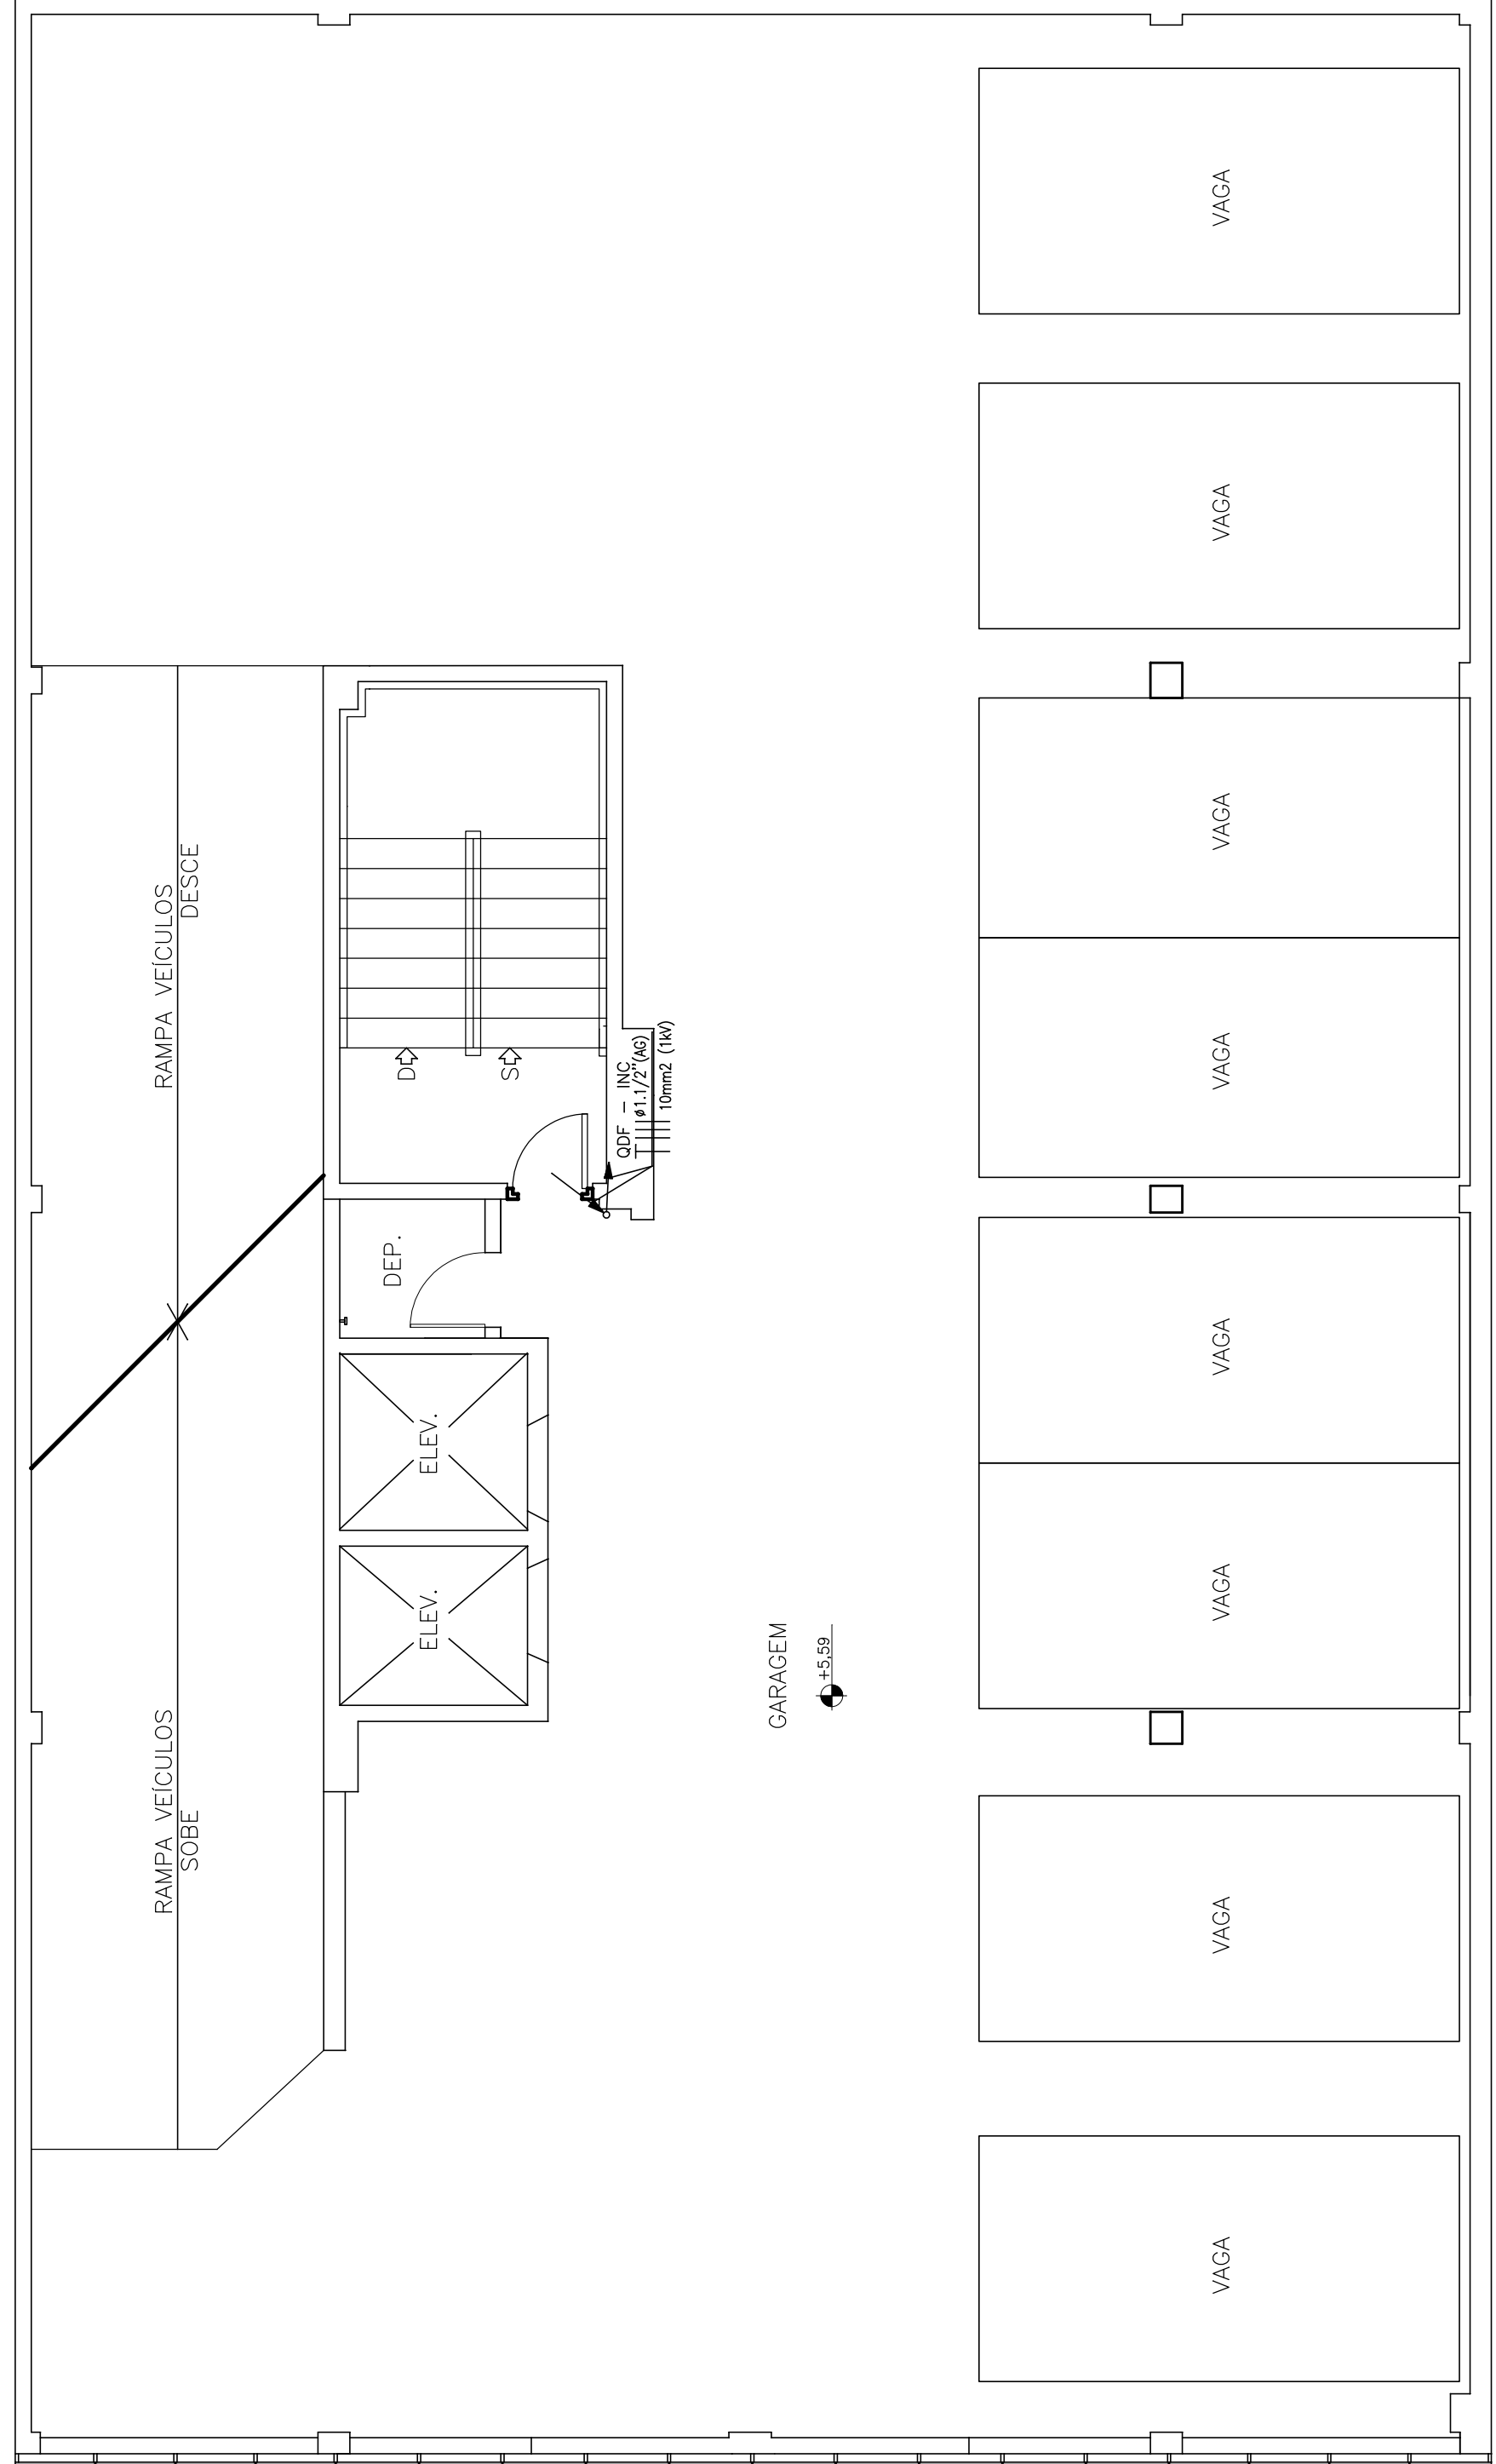 RAMPA VEÍCULOS
DESCE
RAMPA VEÍCULOS
SOBE
D
S
DEP.
ELEV.
ELEV.
QDF - INC
ø1.1/2"(AG)
T
10mm2 (1kV)
GARAGEM
+5,59
VAGA
VAGA
VAGA
VAGA
VAGA
VAGA
VAGA
VAGA